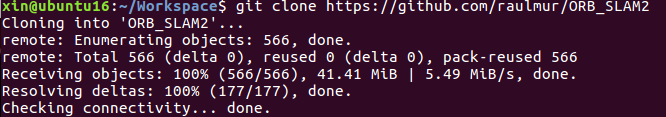 xin@ubuntu16:~/Workspace$ git clone https://github.com/raulmur/ORB_SLAM2
Cloning into 'ORB_SLAM2'...
remote: Enumerating objects: 566, done.
remote: Total 566 (delta 0), reused 0 (delta 0), pack-reused 566
Receiving objects: 100% (566/566), 41.41 MiB | 5.49 MiB/s, done.
Resolving deltas: 100% (177/177), done.
Checking connectivity... done.